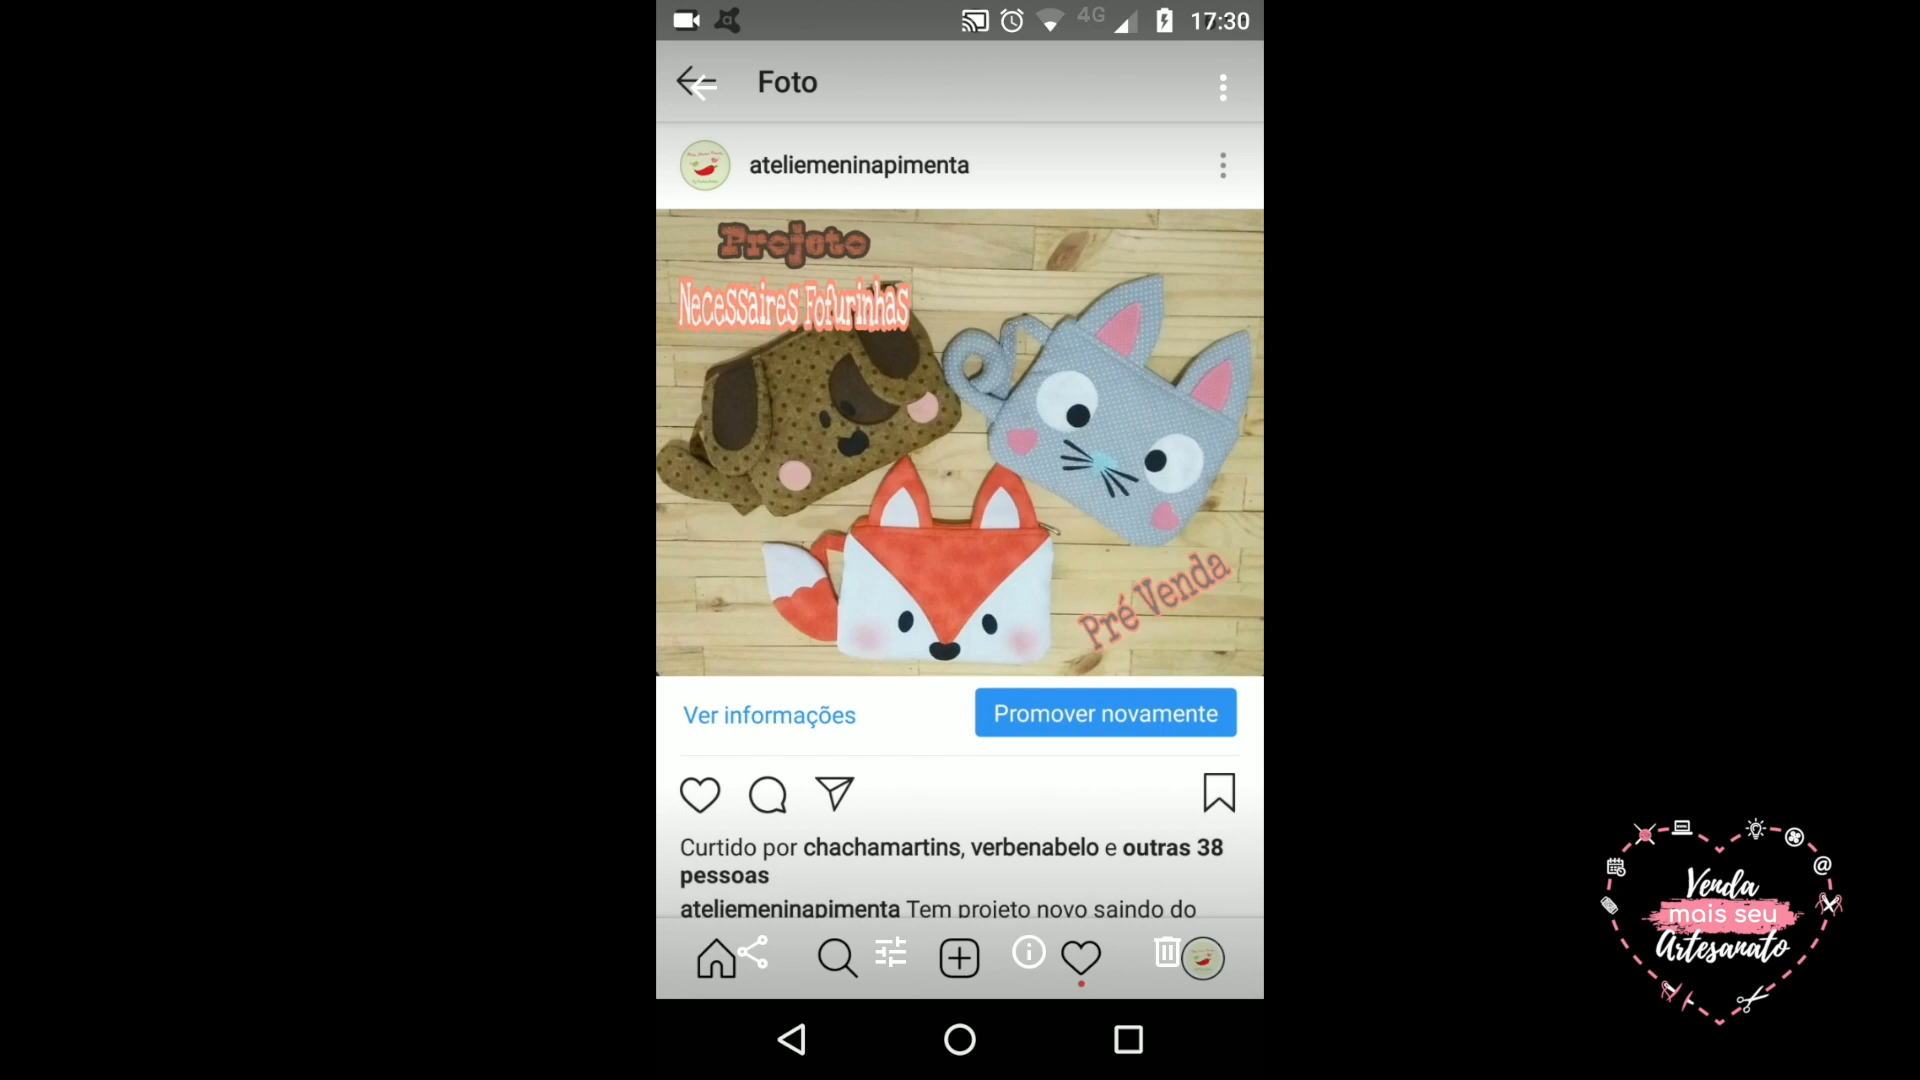 4G 17:30
Foto
ateliemeninapimenta
Projeto
Necessaires Fofurinhas
Pré Venda
Ver informações
Promover novamente
Curtido por chachamartins, verbenabelo e outras 38
pessoas
ateliemeninapimenta Tem projeto novo saindo do
Venda
mais seu
Artesanato